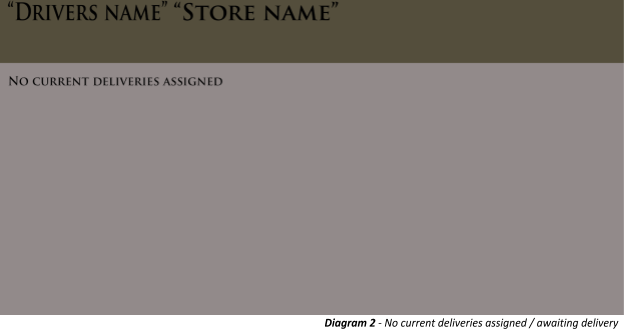 “Drivers name” “Store name”
No current deliveries assigned
Diagram 2 - No current deliveries assigned / awaiting delivery